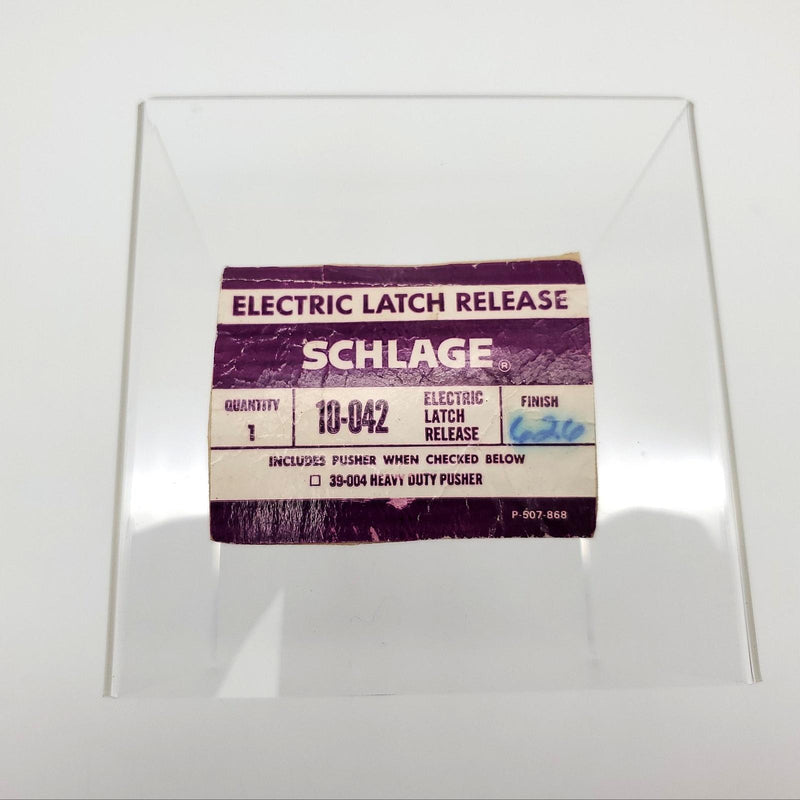 ELECTRIC LATCH RELEASE
SCHLAGE®
QUANTITY
1
10-042
ELECTRIC
LATCH
RELEASE
FINISH
626
INCLUDES PUSHER WHEN CHECKED BELOW
☐ 39-004 HEAVY DUTY PUSHER
P-507-868